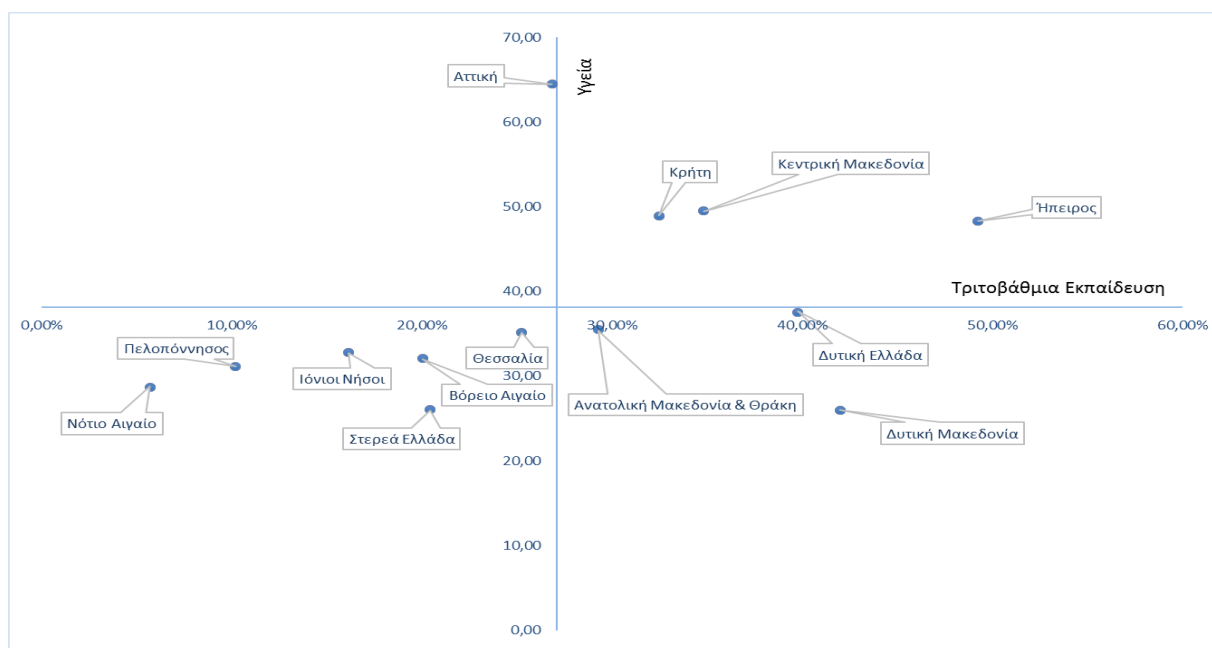 70,00
Υγεία
Αττική
60,00
Κρήτη
Κεντρική Μακεδονία
50,00
Ήπειρος
40,00
Τριτοβάθμια Εκπαίδευση
0,00%
10,00%
20,00%
30,00%
40,00%
50,00%
60,00%
Πελοπόννησος
Ιόνιοι Νήσοι
Θεσσαλία
Δυτική Ελλάδα
30,00
Βόρειο Αιγαίο
Ανατολική Μακεδονία & Θράκη
Νότιο Αιγαίο
Στερεά Ελλάδα
Δυτική Μακεδονία
20,00
10,00
0,00